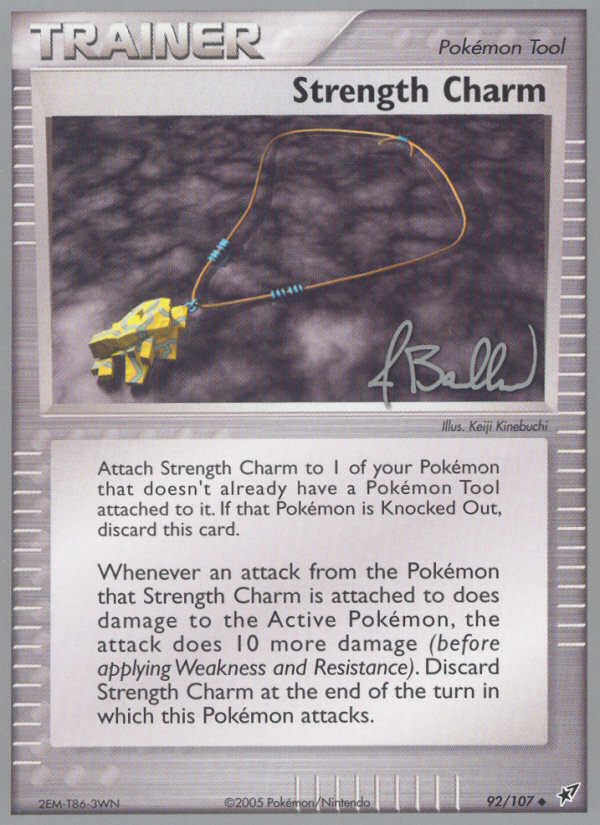 TRAINER
Pokémon Tool
Strength Charm
Illus. Keiji Kinebuchi
Attach Strength Charm to 1 of your Pokémon
that doesn't already have a Pokémon Tool
attached to it. If that Pokémon is Knocked Out,
discard this card.
Whenever an attack from the Pokémon
that Strength Charm is attached to does
damage to the Active Pokémon, the
attack does 10 more damage (before
applying Weakness and Resistance). Discard
Strength Charm at the end of the turn in
which this Pokémon attacks.
2EM-T86-3WN
©2005 Pokémon/Nintendo
92/107